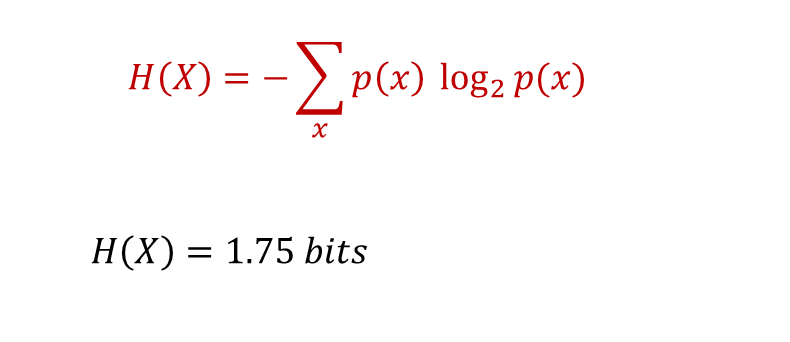 H(X) = − ∑ₓ p(x) log₂ p(x)
H(X) = 1.75 bits